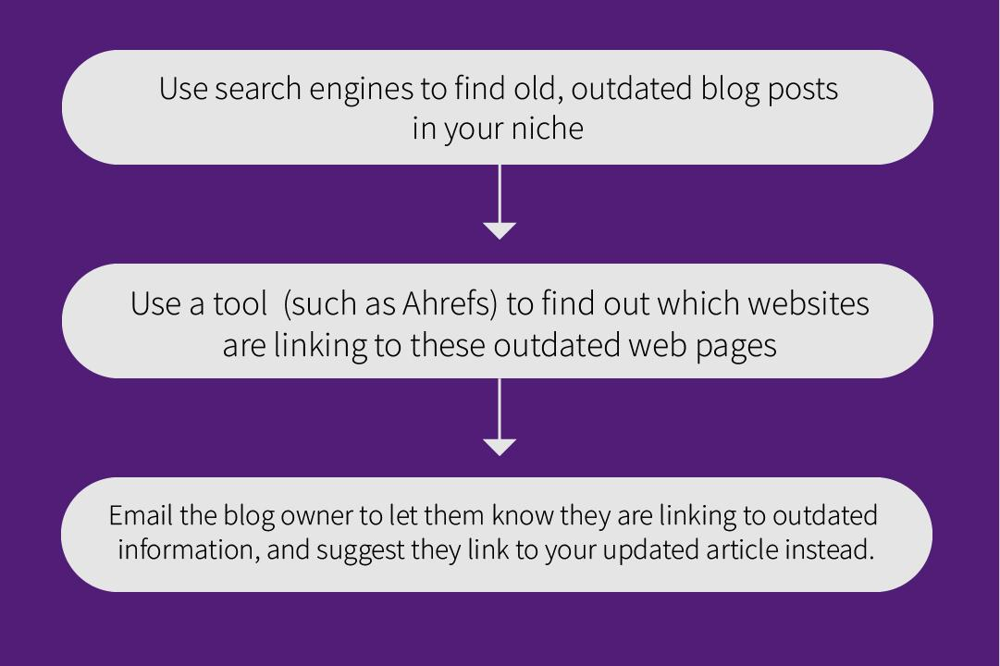 Use search engines to find old, outdated blog posts
in your niche
Use a tool  (such as Ahrefs) to find out which websites
are linking to these outdated web pages
Email the blog owner to let them know they are linking to outdated
information, and suggest they link to your updated article instead.